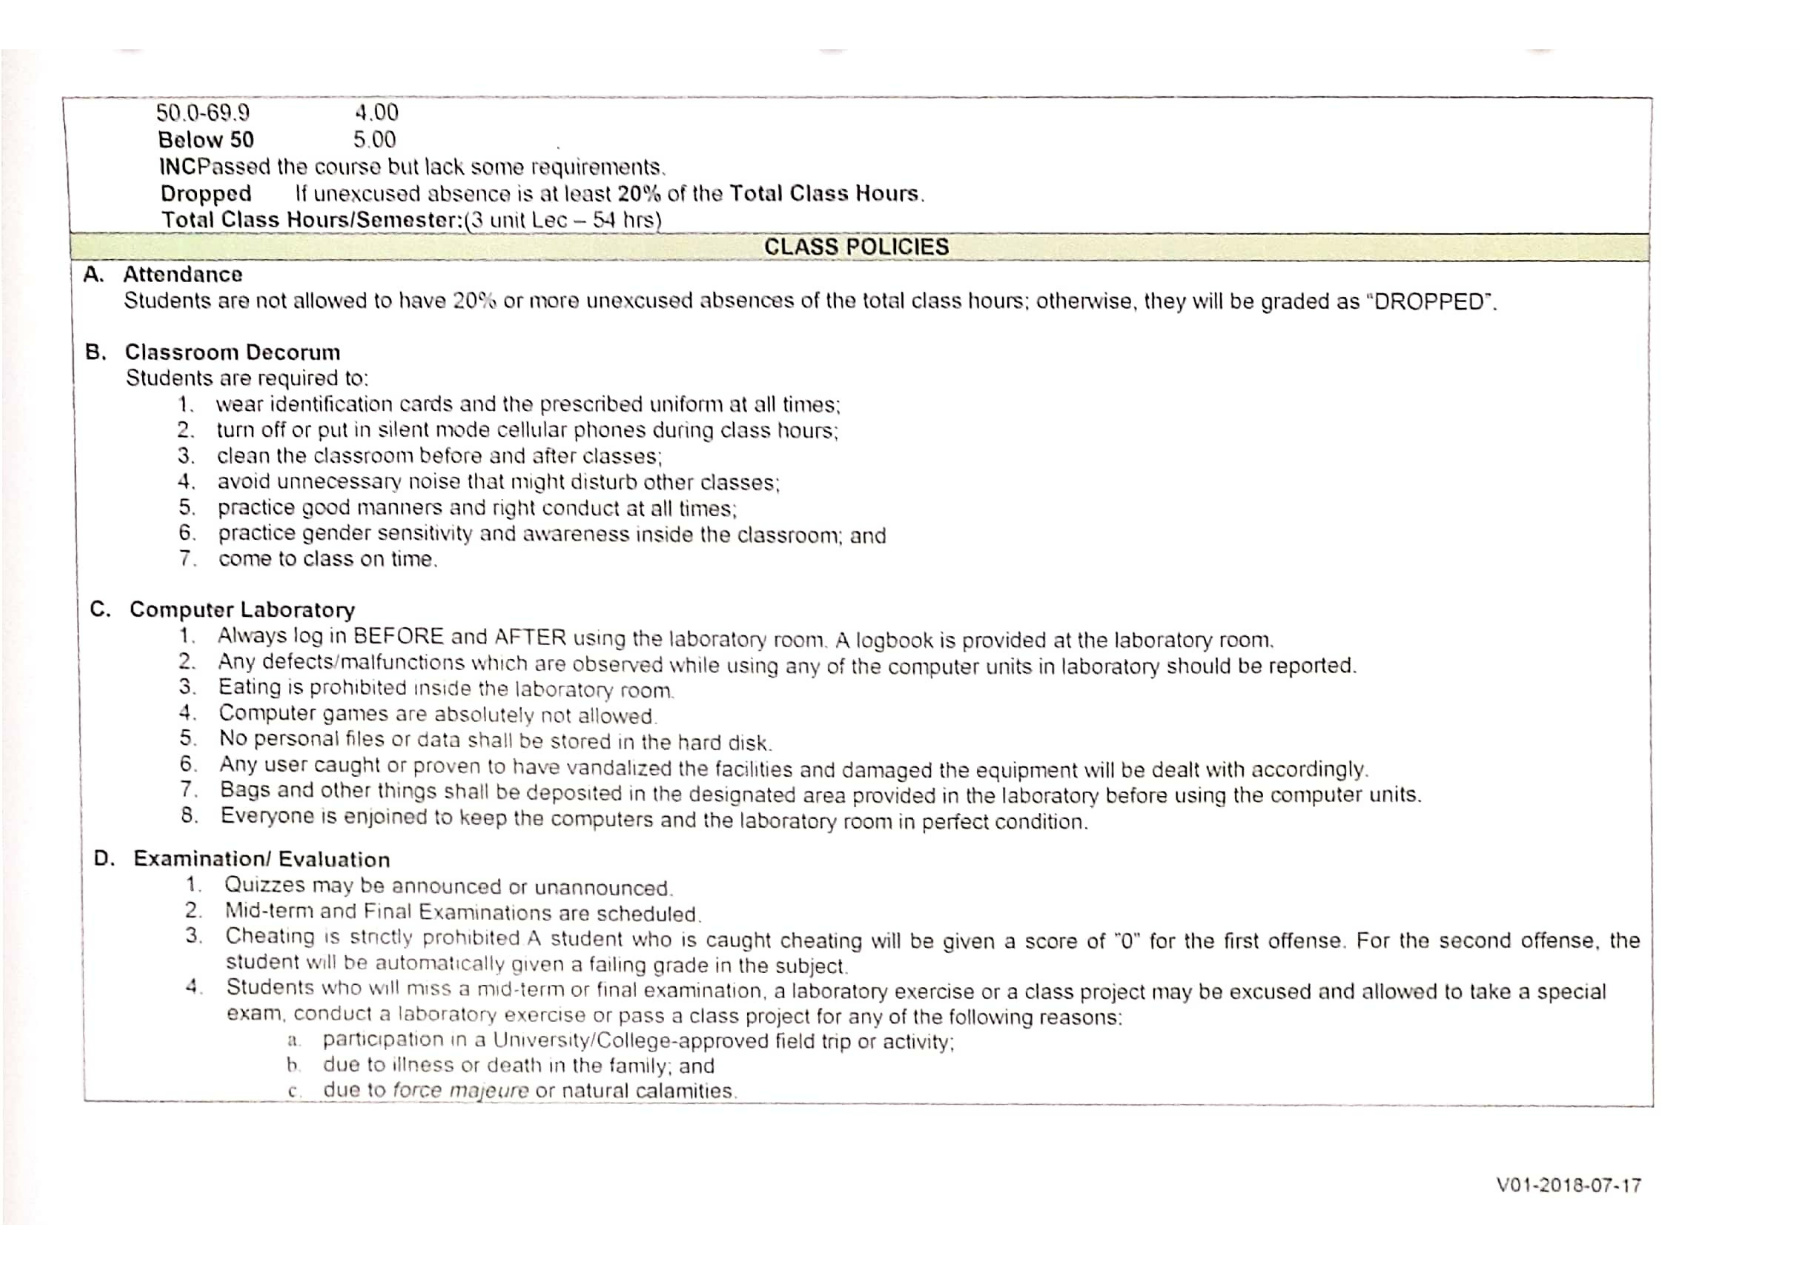 50.0-69.9 4.00
Below 50 5.00
INCPassed the course but lack some requirements.
Dropped If unexcused absence is at least 20% of the Total Class Hours.
Total Class Hours/Semester:(3 unit Lec – 54 hrs)
CLASS POLICIES
A. Attendance
Students are not allowed to have 20% or more unexcused absences of the total class hours; otherwise, they will be graded as "DROPPED".
B. Classroom Decorum
Students are required to:
1. wear identification cards and the prescribed uniform at all times;
2. turn off or put in silent mode cellular phones during class hours;
3. clean the classroom before and after classes;
4. avoid unnecessary noise that might disturb other classes;
5. practice good manners and right conduct at all times;
6. practice gender sensitivity and awareness inside the classroom; and
7. come to class on time.
C. Computer Laboratory
1. Always log in BEFORE and AFTER using the laboratory room. A logbook is provided at the laboratory room.
2. Any defects/malfunctions which are observed while using any of the computer units in laboratory should be reported.
3. Eating is prohibited inside the laboratory room.
4. Computer games are absolutely not allowed.
5. No personal files or data shall be stored in the hard disk.
6. Any user caught or proven to have vandalized the facilities and damaged the equipment will be dealt with accordingly.
7. Bags and other things shall be deposited in the designated area provided in the laboratory before using the computer units.
8. Everyone is enjoined to keep the computers and the laboratory room in perfect condition.
D. Examination/ Evaluation
1. Quizzes may be announced or unannounced.
2. Mid-term and Final Examinations are scheduled.
3. Cheating is strictly prohibited A student who is caught cheating will be given a score of "0" for the first offense. For the second offense, the
student will be automatically given a failing grade in the subject.
4. Students who will miss a mid-term or final examination, a laboratory exercise or a class project may be excused and allowed to take a special
exam, conduct a laboratory exercise or pass a class project for any of the following reasons:
a. participation in a University/College-approved field trip or activity;
b. due to illness or death in the family; and
c. due to force majeure or natural calamities.
V01-2018-07-17